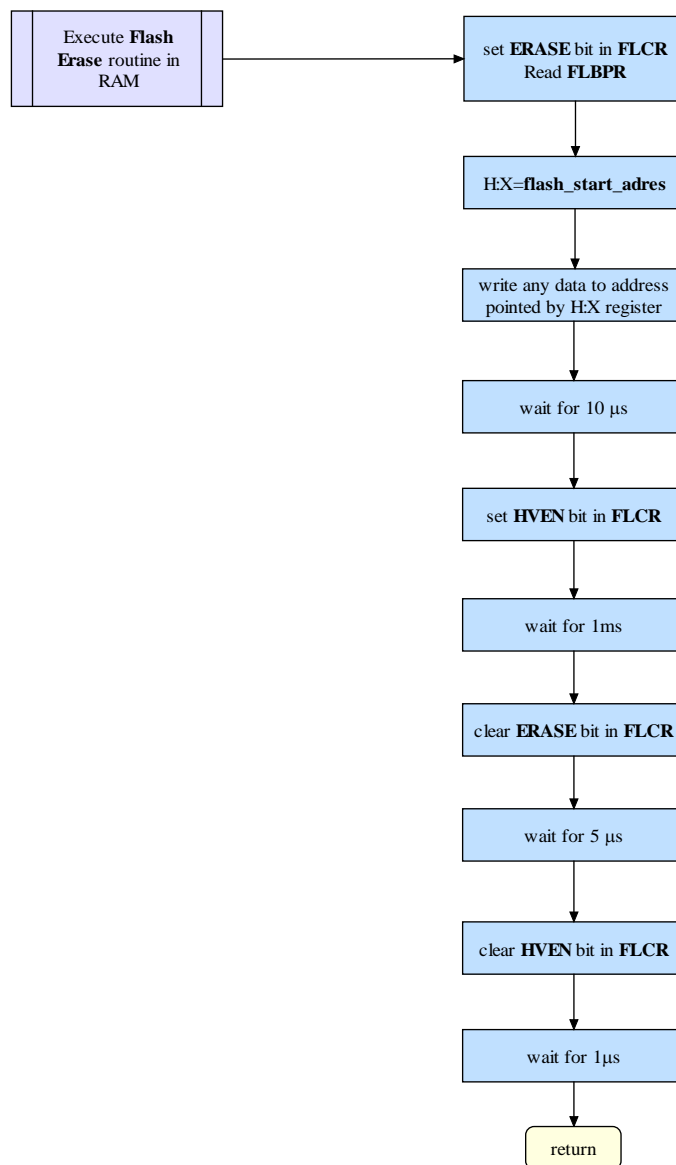 Execute Flash
Erase routine in
RAM
set ERASE bit in FLCR
Read FLBPR
H:X=flash_start_adres
write any data to address
pointed by H:X register
wait for 10 μs
set HVEN bit in FLCR
wait for 1ms
clear ERASE bit in FLCR
wait for 5 μs
clear HVEN bit in FLCR
wait for 1μs
return